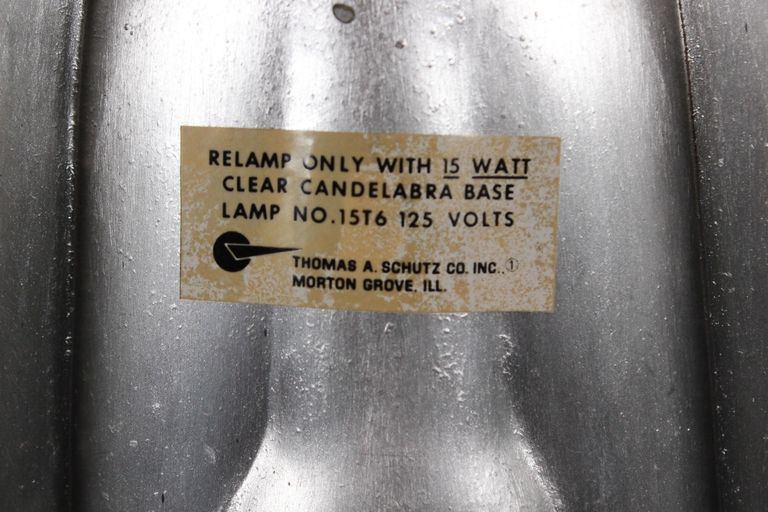 RELAMP ONLY WITH 15 WATT
CLEAR CANDELABRA BASE
LAMP NO.15T6 125 VOLTS
THOMAS A. SCHUTZ CO. INC.. ①
MORTON GROVE, ILL.